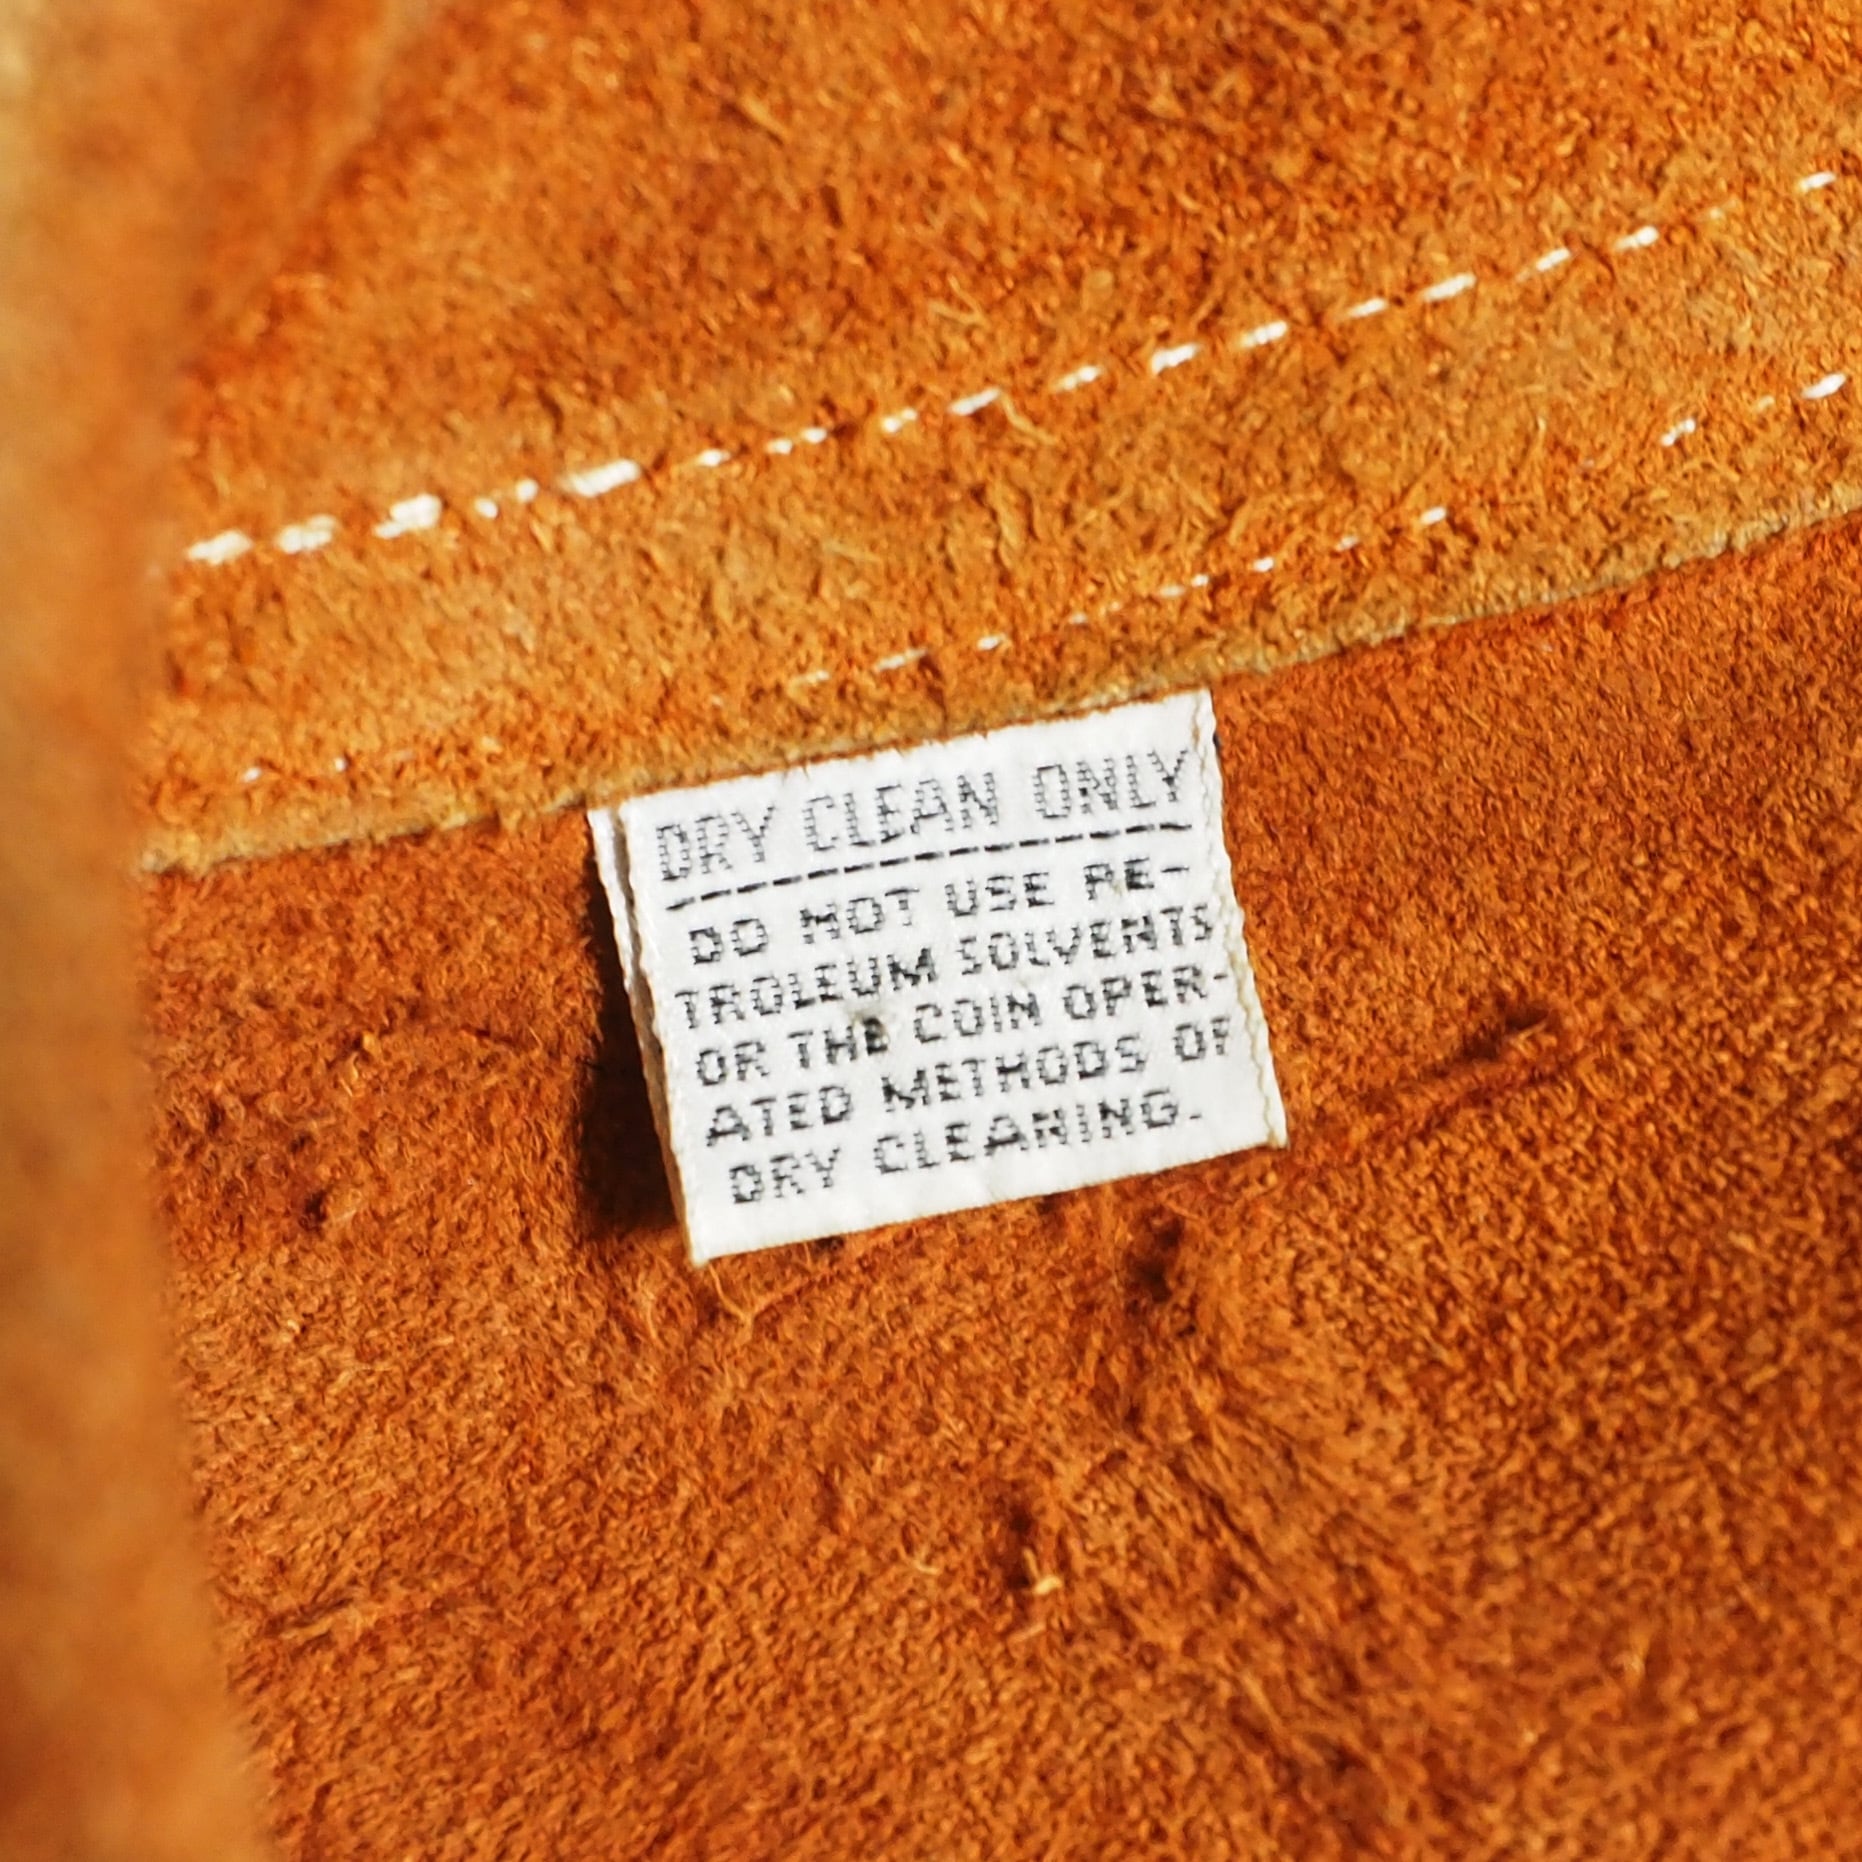 DRY CLEAN ONLY
DO NOT USE PE-
TROLEUM SOLVENTS
OR THE COIN OPER-
ATED METHODS OF
DRY CLEANING.